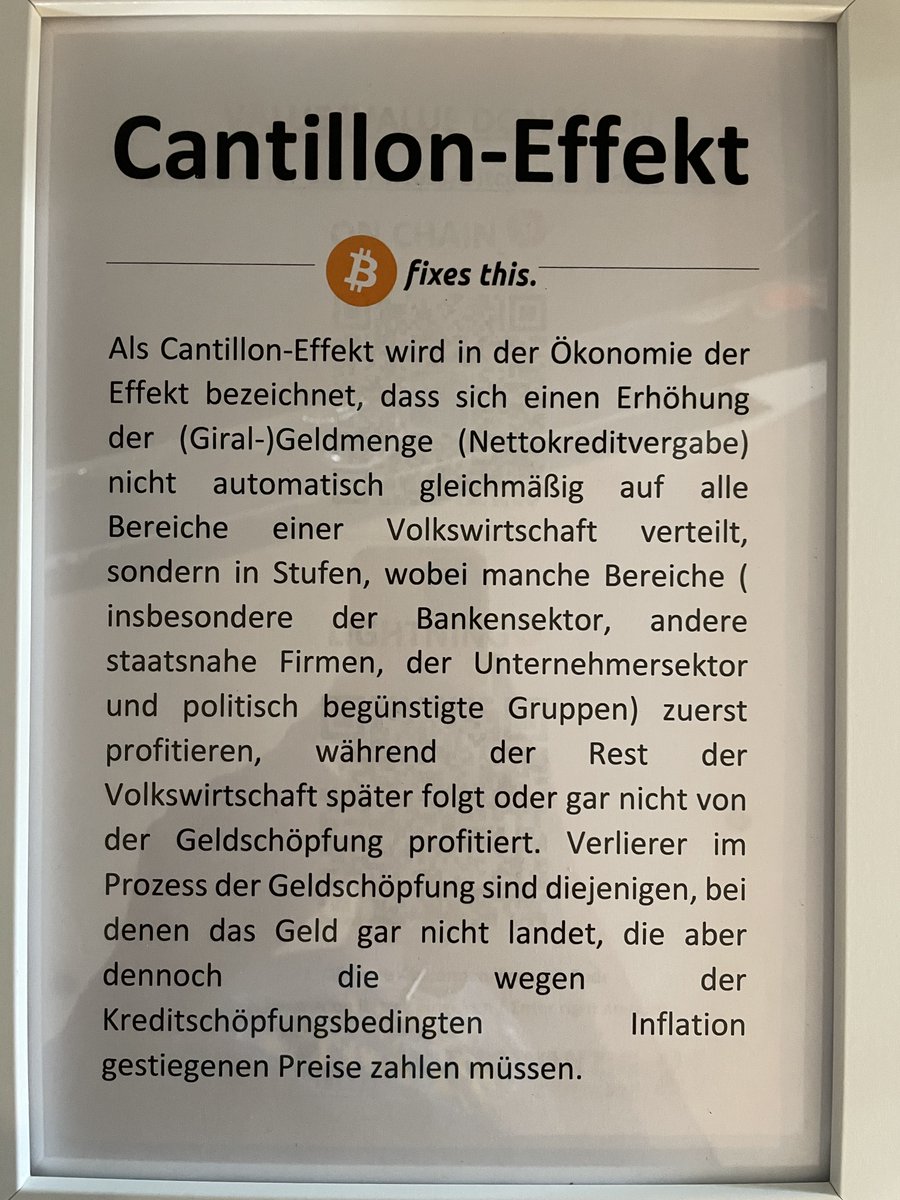 Cantillon-Effekt
fixes this.
Als Cantillon-Effekt wird in der Ökonomie der
Effekt bezeichnet, dass sich einen Erhöhung
der (Giral-)Geldmenge (Nettokreditvergabe)
nicht automatisch gleichmäßig auf alle
Bereiche einer Volkswirtschaft verteilt,
sondern in Stufen, wobei manche Bereiche (
insbesondere der Bankensektor, andere
staatsnahe Firmen, der Unternehmersektor
und politisch begünstigte Gruppen) zuerst
profitieren, während der Rest der
Volkswirtschaft später folgt oder gar nicht von
der Geldschöpfung profitiert. Verlierer im
Prozess der Geldschöpfung sind diejenigen, bei
denen das Geld gar nicht landet, die aber
dennoch die wegen der
Kreditschöpfungsbedingten Inflation
gestiegenen Preise zahlen müssen.